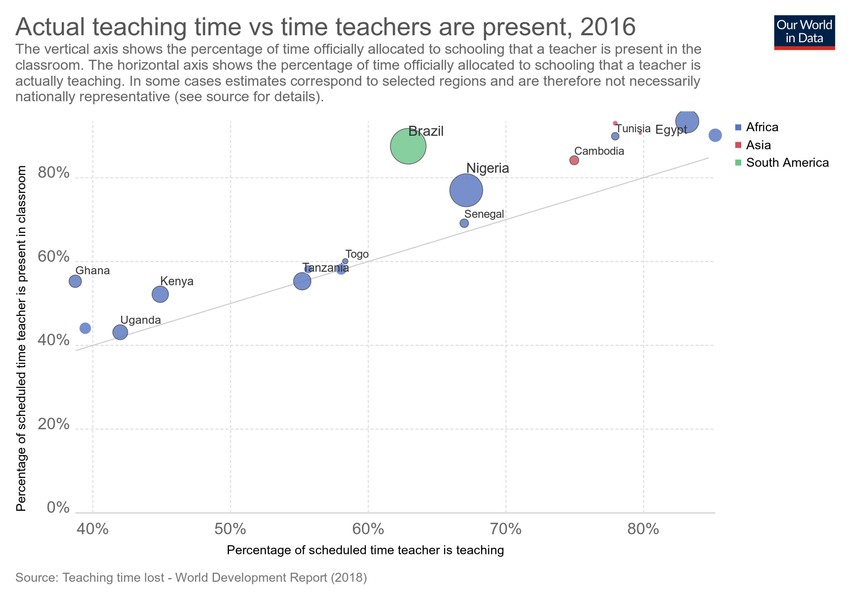 Actual teaching time vs time teachers are present, 2016
Our World
in Data
The vertical axis shows the percentage of time officially allocated to schooling that a teacher is present in the
classroom. The horizontal axis shows the percentage of time officially allocated to schooling that a teacher is
actually teaching. In some cases estimates correspond to selected regions and are therefore not necessarily
nationally representative (see source for details).
Percentage of scheduled time teacher is present in classroom
80%
60%
40%
20%
0%
Brazil
Tunisia
Egypt
Cambodia
Nigeria
Senegal
Togo
Tanzania
Ghana
Kenya
Uganda
Africa
Asia
South America
40%
50%
60%
70%
80%
Percentage of scheduled time teacher is teaching
Source: Teaching time lost - World Development Report (2018)